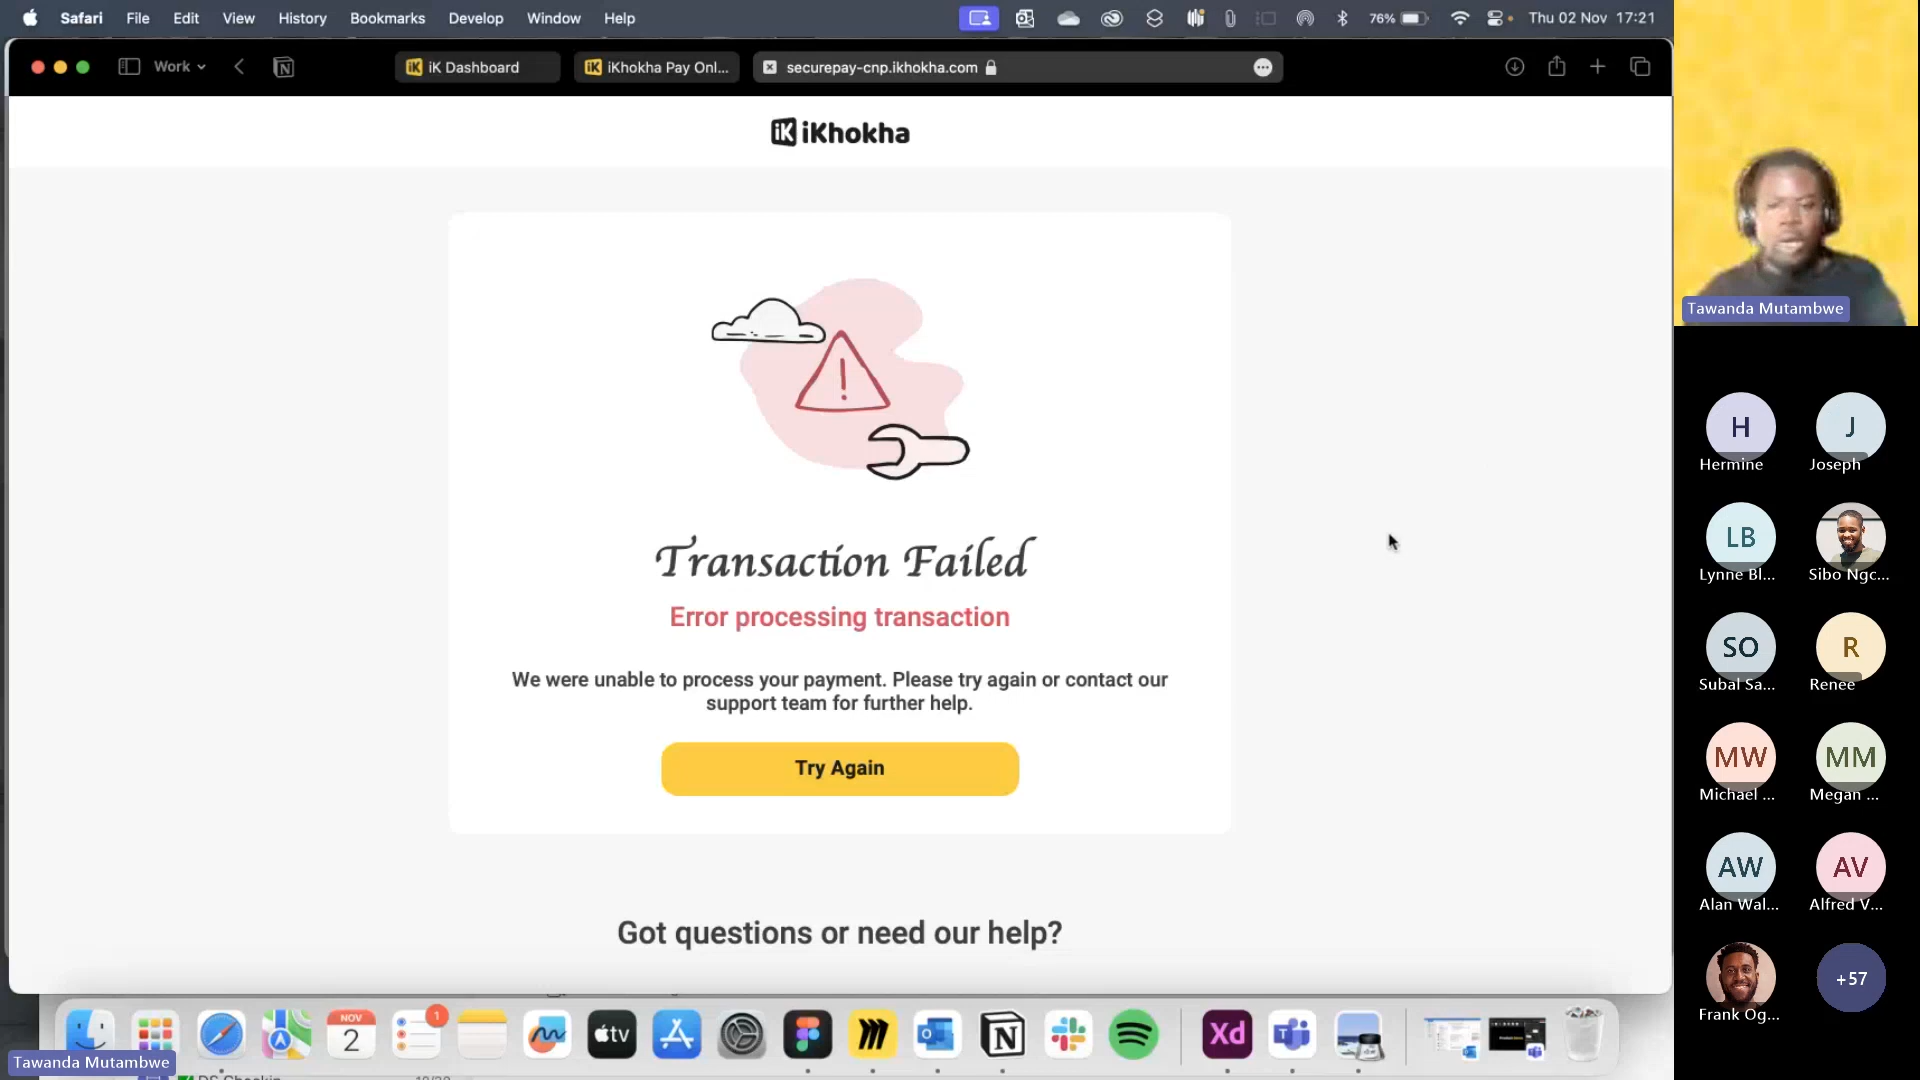 Safari File Edit View History Bookmarks Develop Window Help
76% Thu 02 Nov 17:21
Work
iK Dashboard
iKhokha Pay Onl...
securepay-cnp.ikhokha.com
iK iKhokha
Transaction Failed
Error processing transaction
We were unable to process your payment. Please try again or contact our
support team for further help.
Try Again
Got questions or need our help?
NOV
2
1
tv
N
Xd
Tawanda Mutambwe
Tawanda Mutambwe
H J
Hermine Joseph
LB
Lynne Bl... Sibo Ngc...
SO R
Subal Sa... Renee
MW MM
Michael ... Megan ...
AW AV
Alan Wal... Alfred V...
+57
Frank Og...